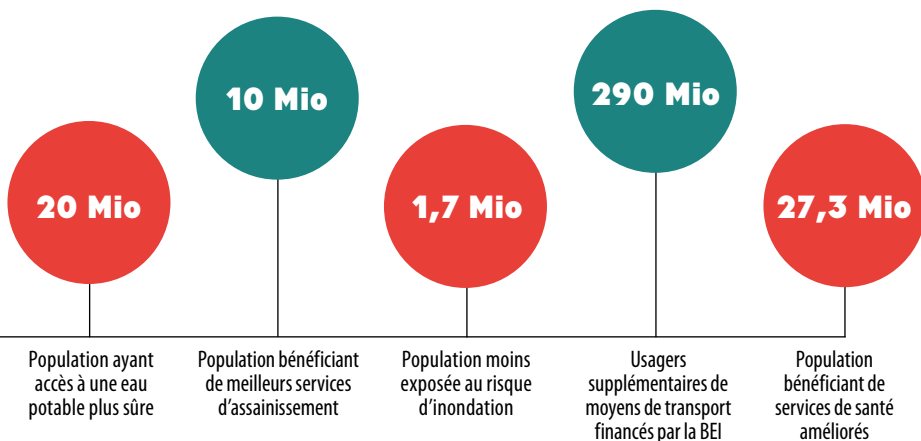 20 Mio
10 Mio
1,7 Mio
290 Mio
27,3 Mio
Population ayant
accès à une eau
potable plus sûre
Population bénéficiant
de meilleurs services
d'assainissement
Population moins
exposée au risque
d'inondation
Usagers
supplémentaires de
moyens de transport
financés par la BEI
Population
bénéficiant de
services de santé
améliorés